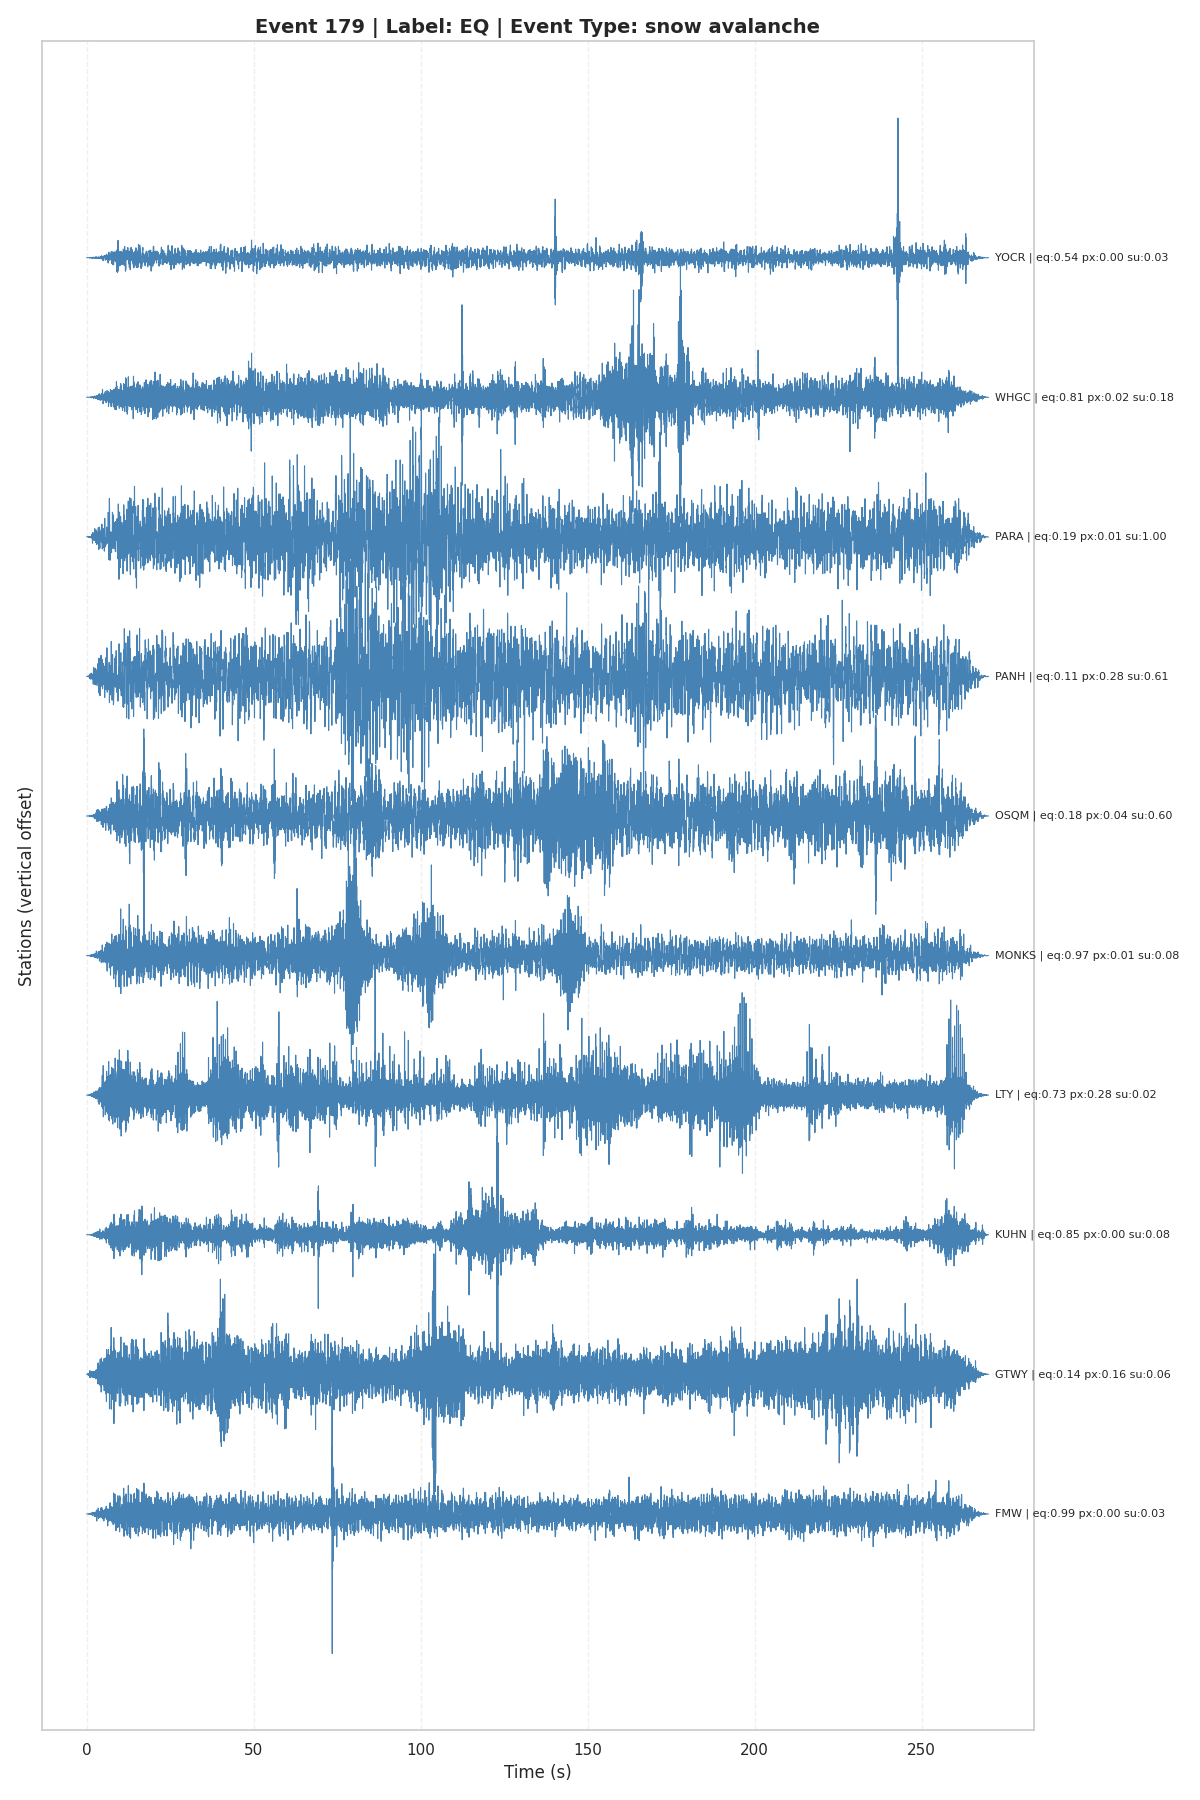 Event 179 | Label: EQ | Event Type: snow avalanche
YOCR | eq:0.54 px:0.00 su:0.03
WHGC | eq:0.81 px:0.02 su:0.18
PARA | eq:0.19 px:0.01 su:1.00
PANH | eq:0.11 px:0.28 su:0.61
OSQM | eq:0.18 px:0.04 su:0.60
MONKS | eq:0.97 px:0.01 su:0.08
LTY | eq:0.73 px:0.28 su:0.02
KUHN | eq:0.85 px:0.00 su:0.08
GTWY | eq:0.14 px:0.16 su:0.06
FMW | eq:0.99 px:0.00 su:0.03
Stations (vertical offset)
0 50 100 150 200 250
Time (s)